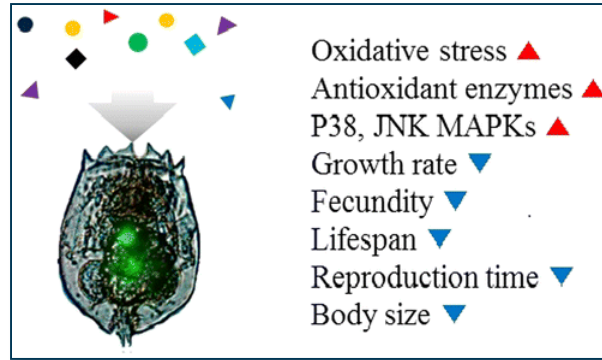 Oxidative stress
Antioxidant enzymes
P38, JNK MAPKs
Growth rate
Fecundity
Lifespan
Reproduction time
Body size